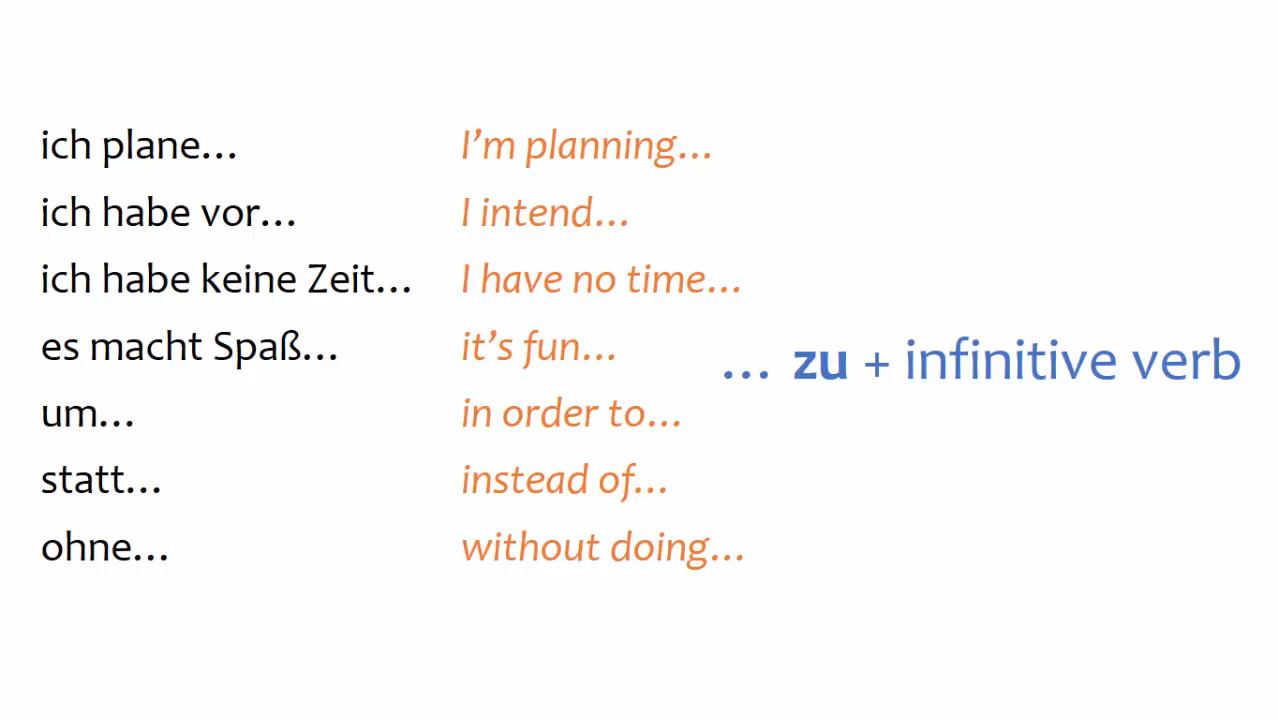 ich plane… I'm planning…
ich habe vor… I intend…
ich habe keine Zeit… I have no time…
es macht Spaß… it's fun…
… zu + infinitive verb
um… in order to…
statt… instead of…
ohne… without doing…